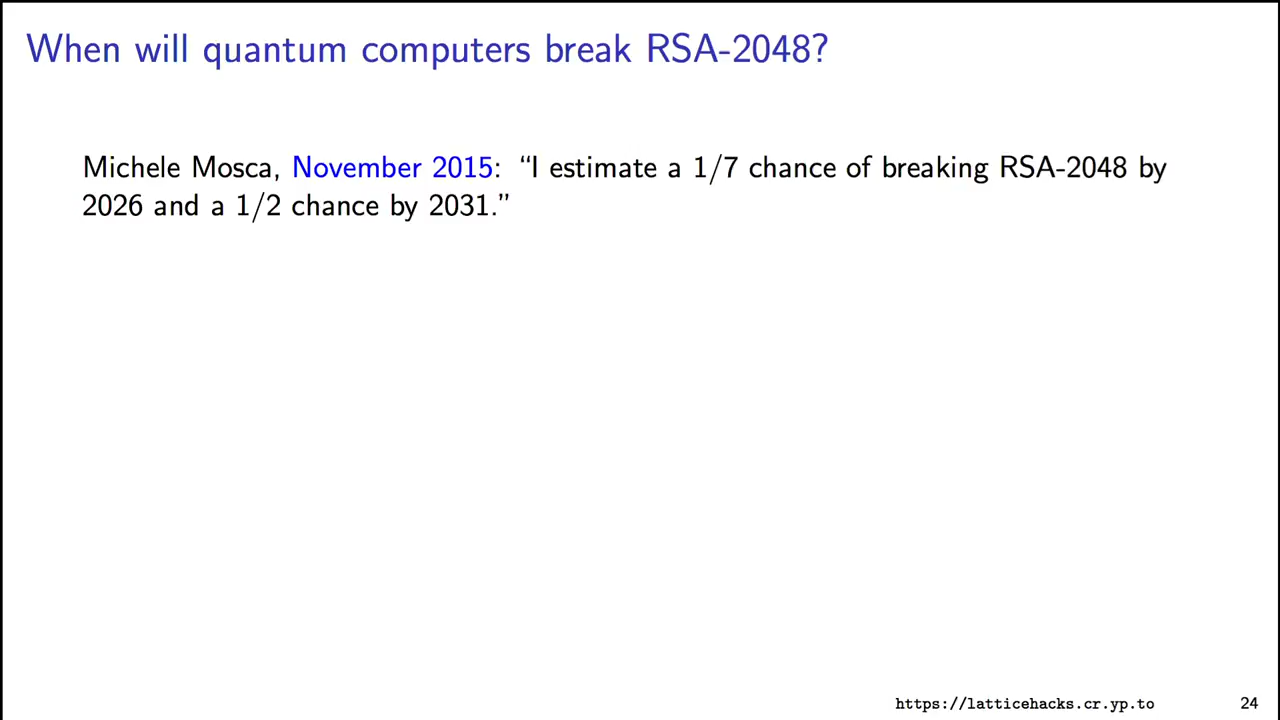 When will quantum computers break RSA-2048?
Michele Mosca, November 2015: “I estimate a 1/7 chance of breaking RSA-2048 by
2026 and a 1/2 chance by 2031.”
https://latticehacks.cr.yp.to 24